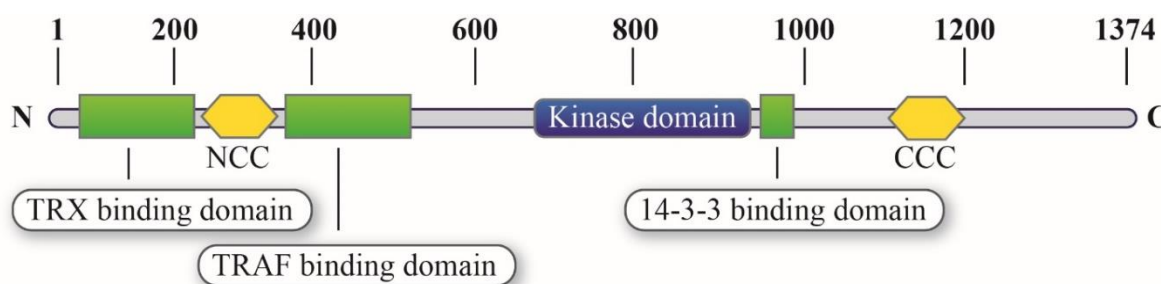 1 200 400 600 800 1000 1200 1374
N Kinase domain C
NCC CCC
TRX binding domain 14-3-3 binding domain
TRAF binding domain